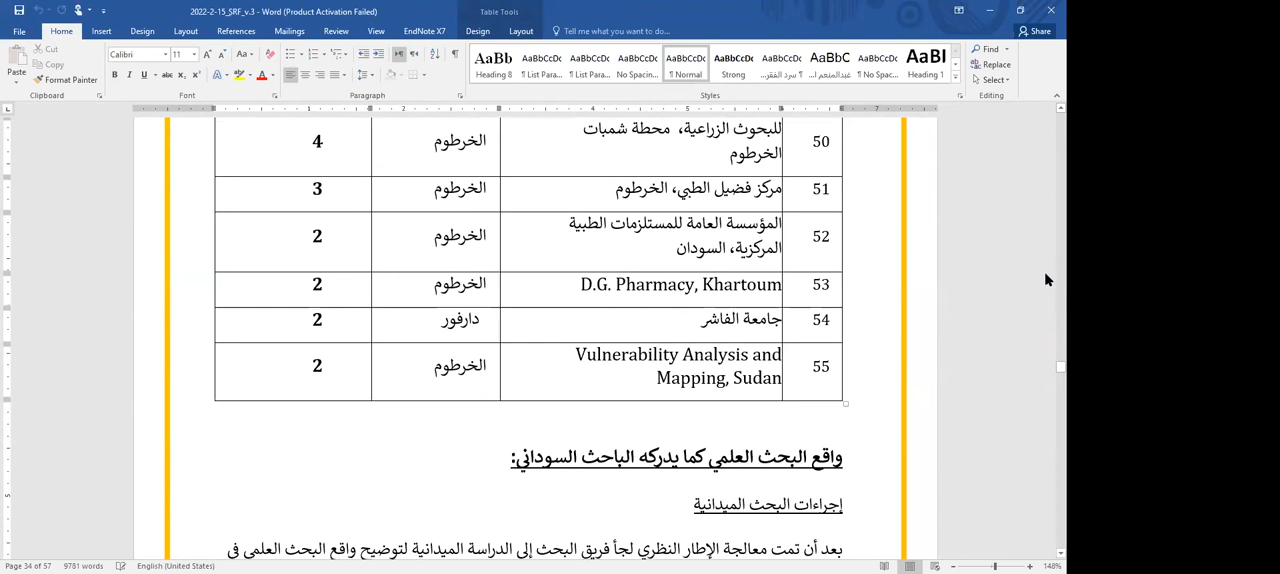 2022-2-15_SRF_v.3 - Word (Product Activation Failed)
Table Tools
File Home Insert Draw Design Layout References Mailings Review View EndNote X7 Design Layout Tell me what you want to do... Share
Cut
Copy
Format Painter
Paste
Clipboard
Calibri 11
Font
Paragraph
AaBb AaBbCcDc AaBbCcDc AaBbCcDc AaBbCcDc AaBbCcDc AaBbCcDc AaBbC AaBbCcDc AaBl
Heading 8 ¶ List Para... ¶ List Para... No Spacin... ¶ Normal Strong ¶ سرد الفقر... عبدالمنعم ا... ¶ No Spac... Heading 1
Styles
Find
Replace
Select
Editing
50 للبحوث الزراعية، محطة شمبات الخرطوم 4
الخرطوم
51 مركز فضيل الطبي، الخرطوم الخرطوم 3
52 المؤسسة العامة للمستلزمات الطبية الخرطوم 2
المركزية، السودان
53 D.G. Pharmacy, Khartoum الخرطوم 2
54 جامعة الفاشر دارفور 2
55 Vulnerability Analysis and الخرطوم 2
Mapping, Sudan
واقع البحث العلمي كما يدركه الباحث السوداني:
إجراءات البحث الميدانية
بعد أن تمت معالجة الإطار النظري لجأ فريق البحث إلى الدراسة الميدانية لتوضيح واقع البحث العلمي في
Page 34 of 57 9781 words English (United States) 148%